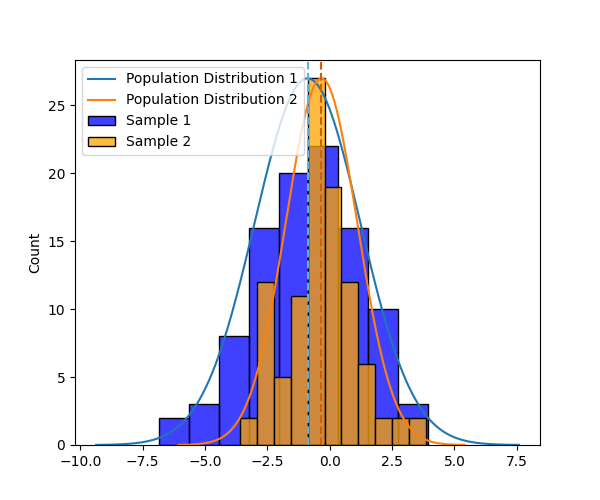 Population Distribution 1
Population Distribution 2
Sample 1
Sample 2
Count
25
20
15
10
5
0
−10.0 −7.5 −5.0 −2.5 0.0 2.5 5.0 7.5